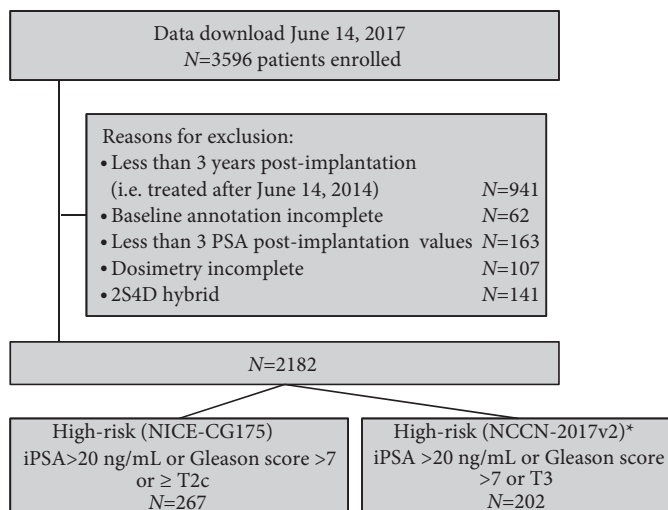 Data download June 14, 2017
N=3596 patients enrolled
Reasons for exclusion:
• Less than 3 years post-implantation
(i.e. treated after June 14, 2014) N=941
• Baseline annotation incomplete N=62
• Less than 3 PSA post-implantation values N=163
• Dosimetry incomplete N=107
• 2S4D hybrid N=141
N=2182
High-risk (NICE-CG175)
iPSA>20 ng/mL or Gleason score >7
or ≥ T2c
N=267
High-risk (NCCN-2017v2)*
iPSA >20 ng/mL or Gleason score
>7 or T3
N=202